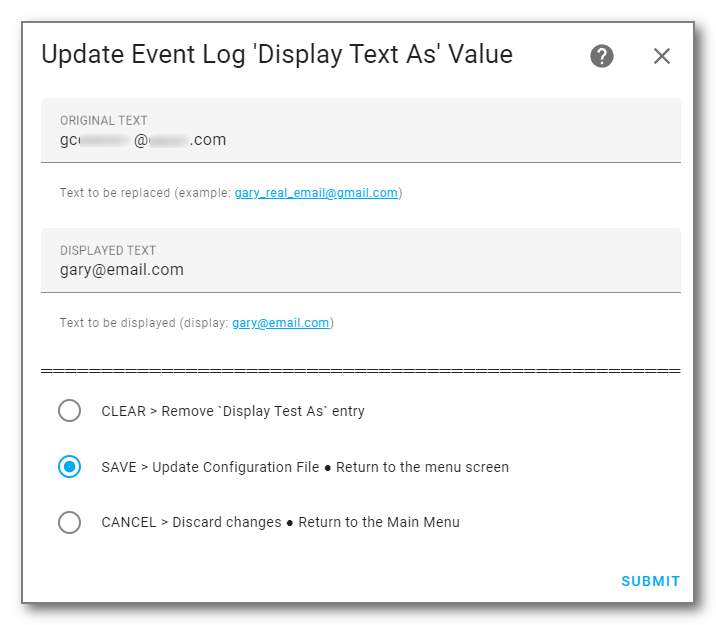 Update Event Log 'Display Text As' Value
ORIGINAL TEXT
gc @ .com
Text to be replaced (example: gary_real_email@gmail.com)
DISPLAYED TEXT
gary@email.com
Text to be displayed (display: gary@email.com)
CLEAR > Remove `Display Test As` entry
SAVE > Update Configuration File ● Return to the menu screen
CANCEL > Discard changes ● Return to the Main Menu
SUBMIT